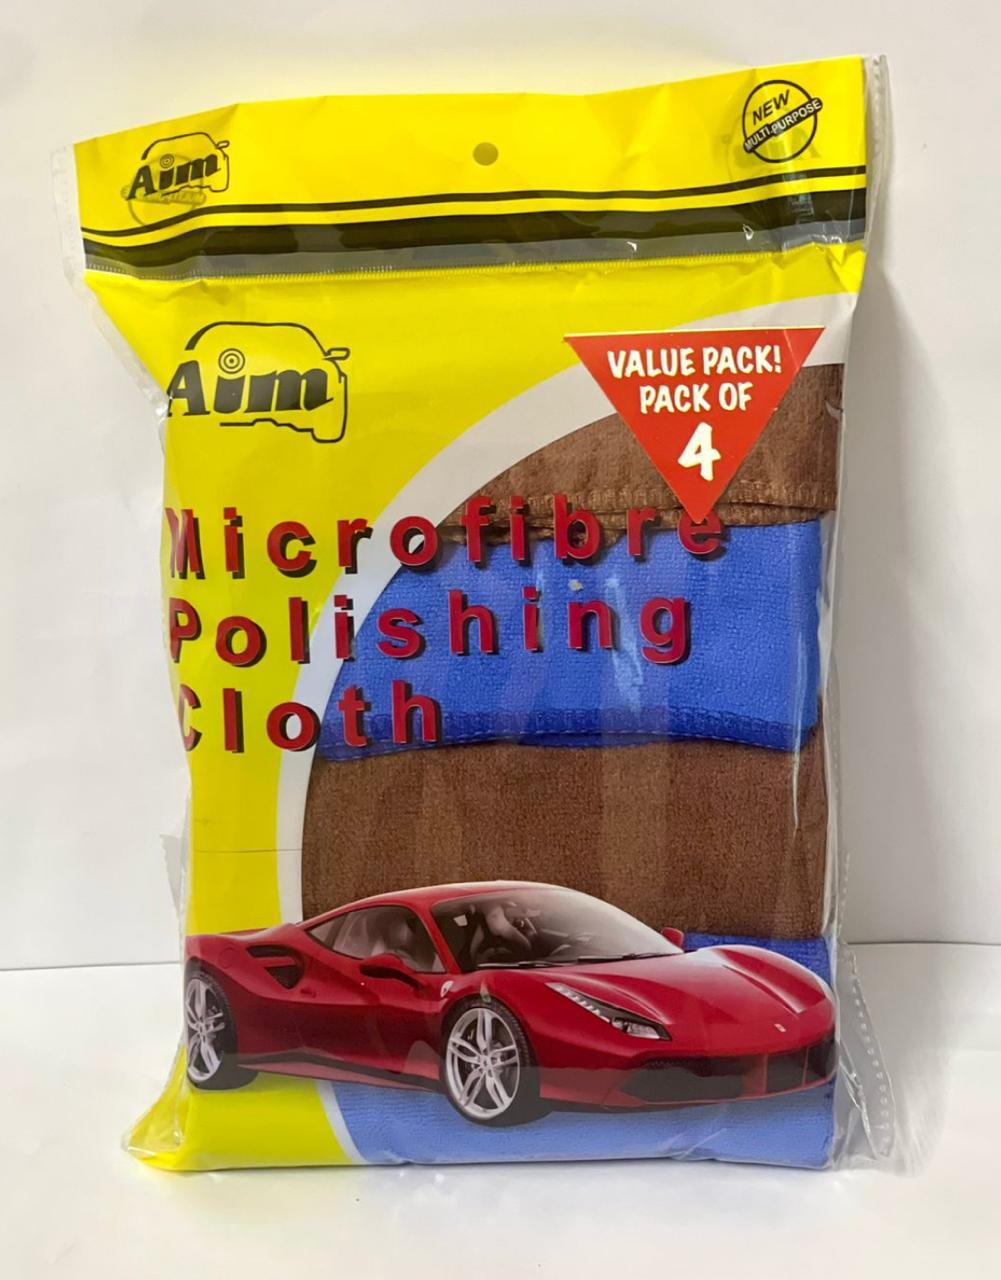 Aim
NEW
MULTI-PURPOSE
Aim
VALUE PACK!
PACK OF
4
Microfibre
Polishing
Cloth